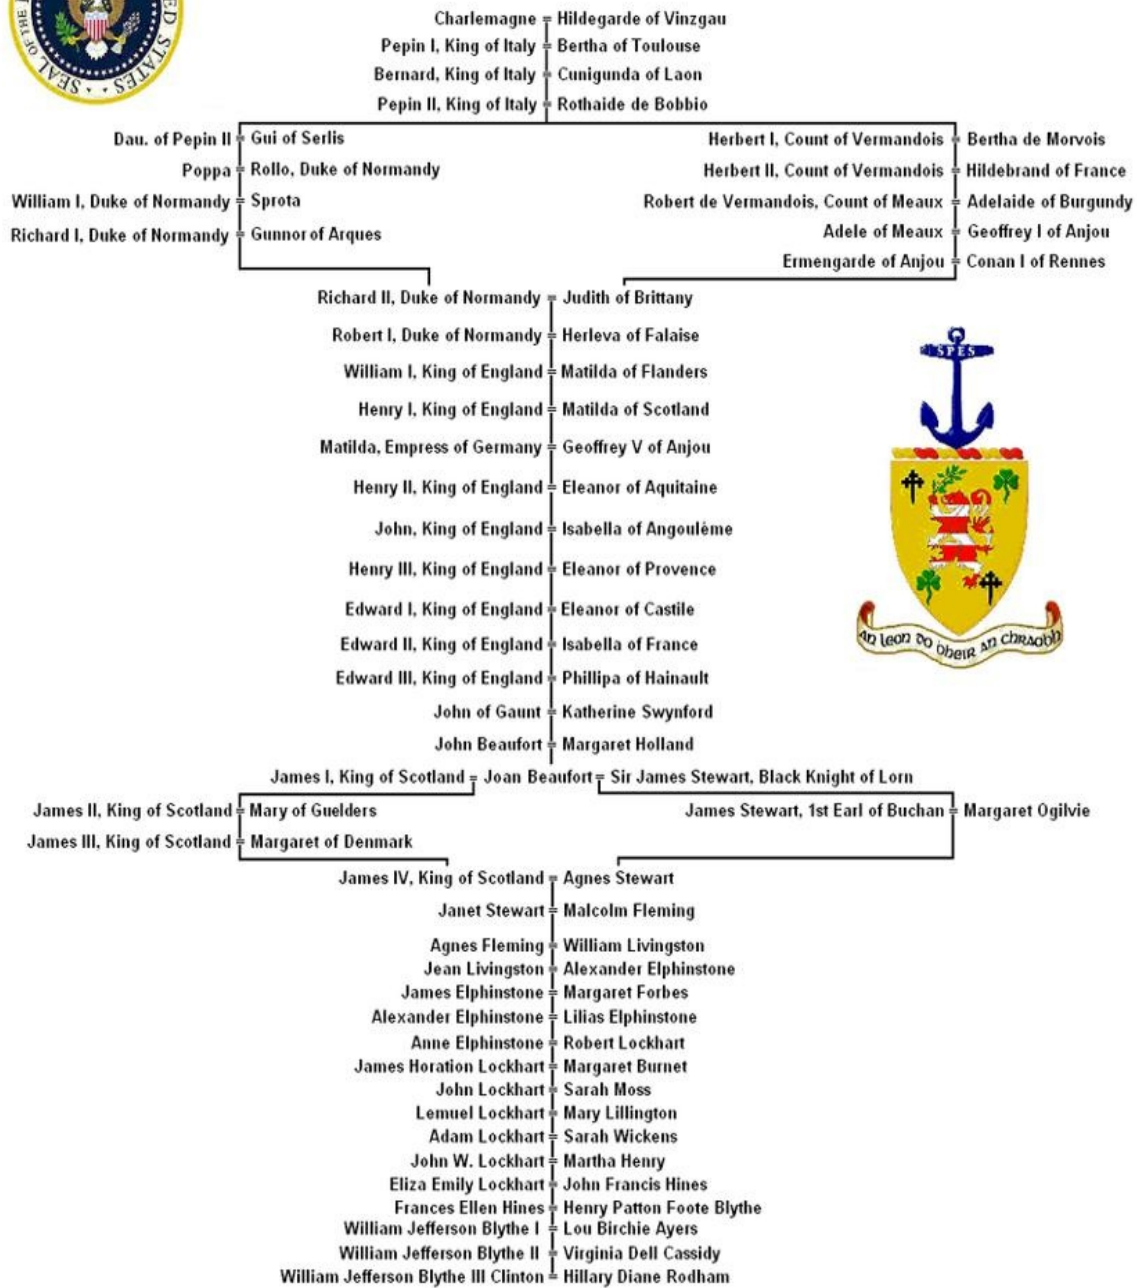 SEAL OF THE
ED STATES
Charlemagne = Hildegarde of Vinzgau
Pepin I, King of Italy = Bertha of Toulouse
Bernard, King of Italy = Cunigunda of Laon
Pepin II, King of Italy = Rothaide de Bobbio
Dau. of Pepin II = Gui of Serlis
Herbert I, Count of Vermandois = Bertha de Morvois
Poppa = Rollo, Duke of Normandy
Herbert II, Count of Vermandois = Hildebrand of France
William I, Duke of Normandy = Sprota
Robert de Vermandois, Count of Meaux = Adelaide of Burgundy
Richard I, Duke of Normandy = Gunnor of Arques
Adele of Meaux = Geoffrey I of Anjou
Ermengarde of Anjou = Conan I of Rennes
Richard II, Duke of Normandy = Judith of Brittany
Robert I, Duke of Normandy = Herleva of Falaise
William I, King of England = Matilda of Flanders
Henry I, King of England = Matilda of Scotland
Matilda, Empress of Germany = Geoffrey V of Anjou
Henry II, King of England = Eleanor of Aquitaine
John, King of England = Isabella of Angoulême
Henry III, King of England = Eleanor of Provence
Edward I, King of England = Eleanor of Castile
Edward II, King of England = Isabella of France
Edward III, King of England = Phillipa of Hainault
John of Gaunt = Katherine Swynford
John Beaufort = Margaret Holland
SPES
An leon do bheir an chraobh
James I, King of Scotland = Joan Beaufort = Sir James Stewart, Black Knight of Lorn
James II, King of Scotland = Mary of Guelders
James Stewart, 1st Earl of Buchan = Margaret Ogilvie
James III, King of Scotland = Margaret of Denmark
James IV, King of Scotland = Agnes Stewart
Janet Stewart = Malcolm Fleming
Agnes Fleming = William Livingston
Jean Livingston = Alexander Elphinstone
James Elphinstone = Margaret Forbes
Alexander Elphinstone = Lilias Elphinstone
Anne Elphinstone = Robert Lockhart
James Horation Lockhart = Margaret Burnet
John Lockhart = Sarah Moss
Lemuel Lockhart = Mary Lillington
Adam Lockhart = Sarah Wickens
John W. Lockhart = Martha Henry
Eliza Emily Lockhart = John Francis Hines
Frances Ellen Hines = Henry Patton Foote Blythe
William Jefferson Blythe I = Lou Birchie Ayers
William Jefferson Blythe II = Virginia Dell Cassidy
William Jefferson Blythe III Clinton = Hillary Diane Rodham